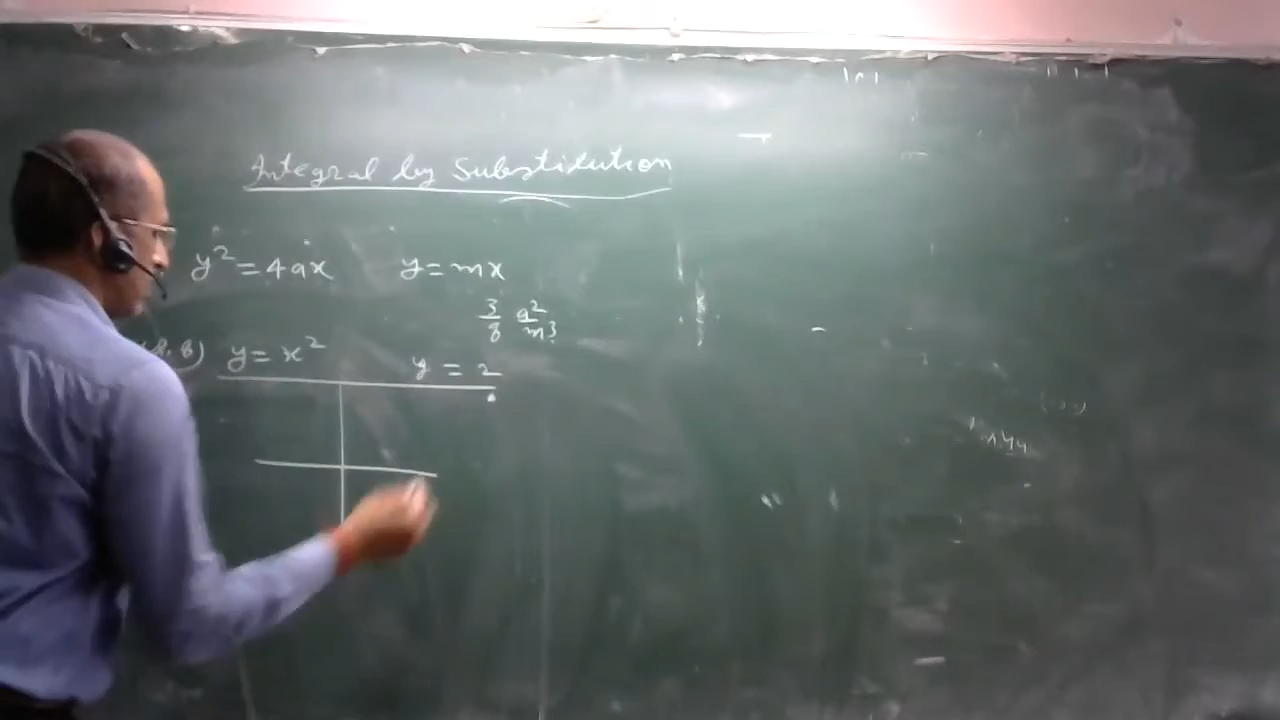 Integral by Substitution
y² = 4ax y = mx
3/8 a²/m³
y = x² y = 2